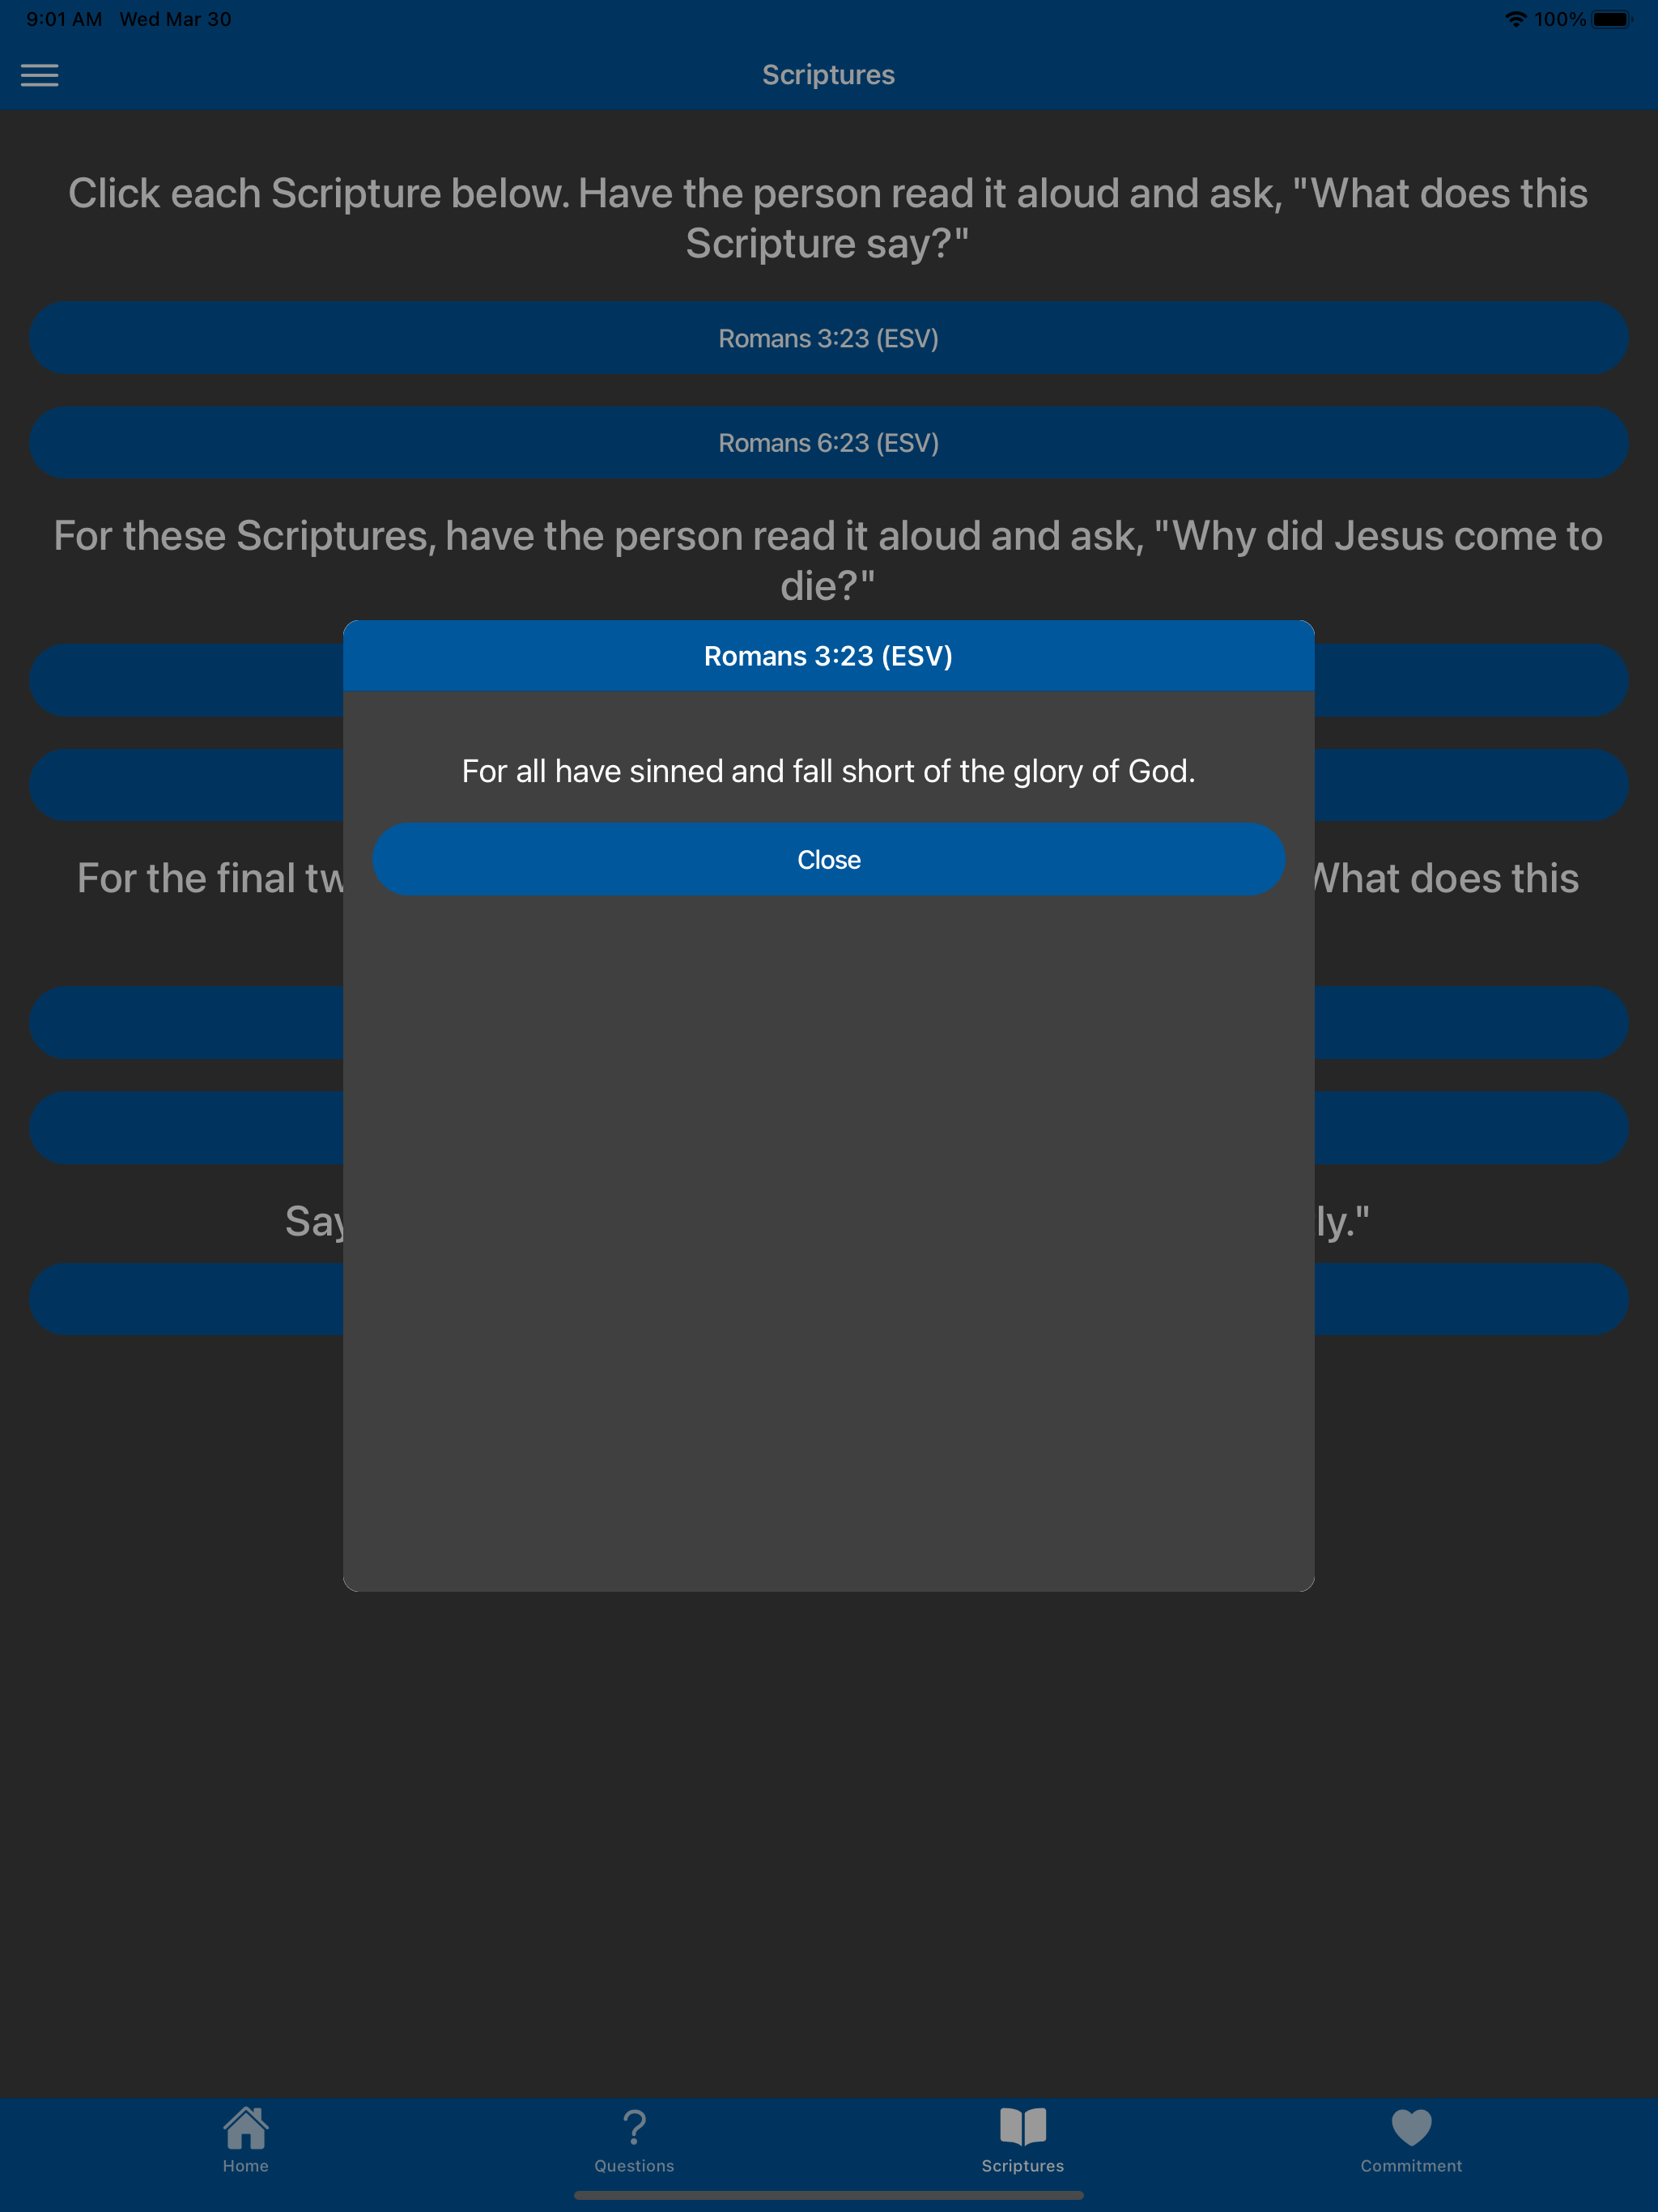 9:01 AM Wed Mar 30 100%
Scriptures
Click each Scripture below. Have the person read it aloud and ask, "What does this
Scripture say?"
Romans 3:23 (ESV)
Romans 6:23 (ESV)
For these Scriptures, have the person read it aloud and ask, "Why did Jesus come to
die?"
Romans 3:23 (ESV)
For all have sinned and fall short of the glory of God.
Close
For the final What does this
ly."
Home Questions Scriptures Commitment